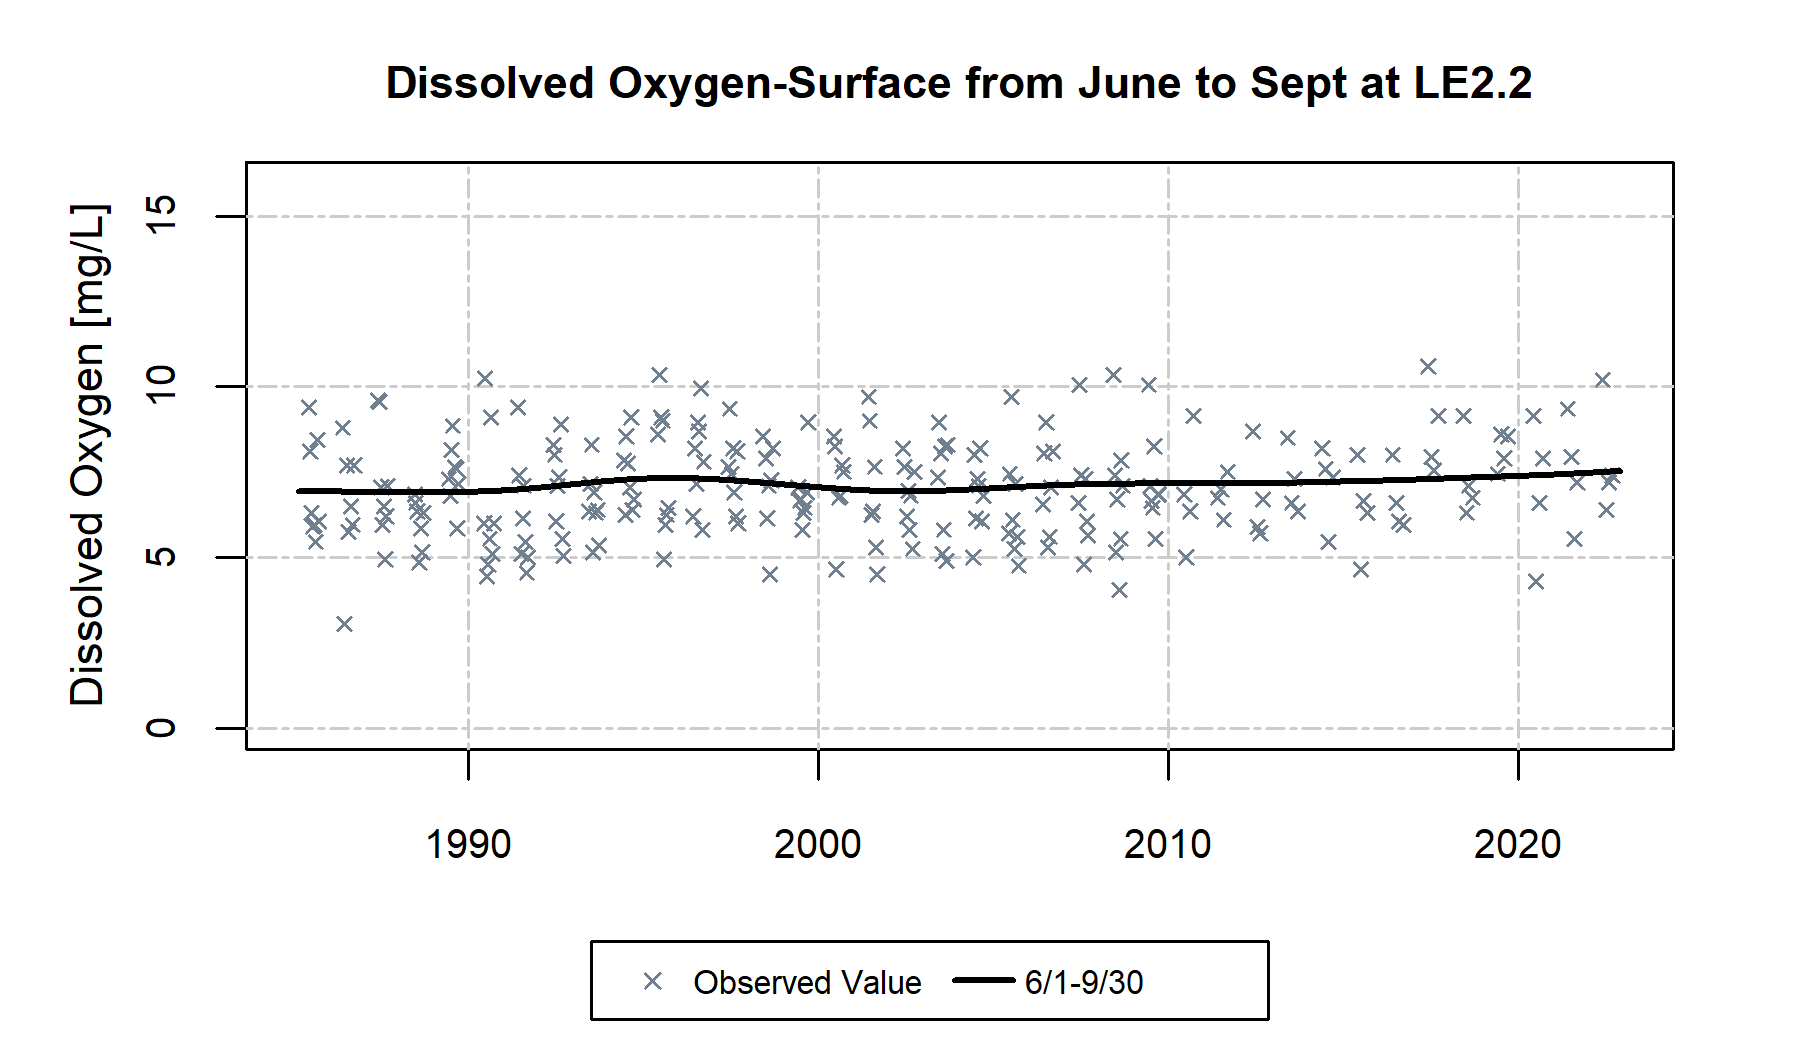 Dissolved Oxygen-Surface from June to Sept at LE2.2
Dissolved Oxygen [mg/L]
15
10
5
0
1990 2000 2010 2020
Observed Value 6/1-9/30